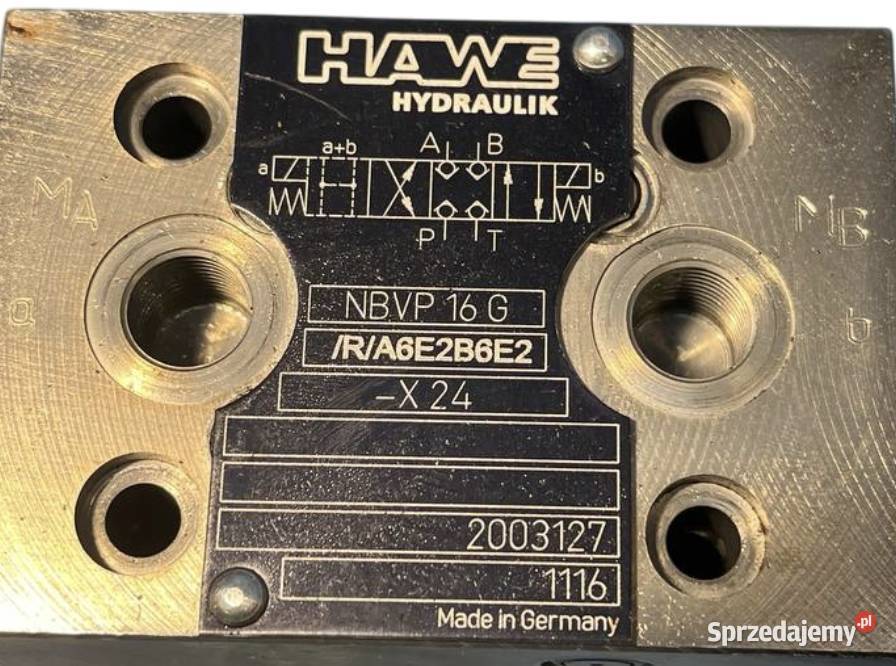 HAWE
HYDRAULIK
A B
a+b
a b
P T
MA MB
a b
NBVP 16 G
/R/A6E2B6E2
-X 24
2003127
1116
Made in Germany
Sprzedajemy.pl